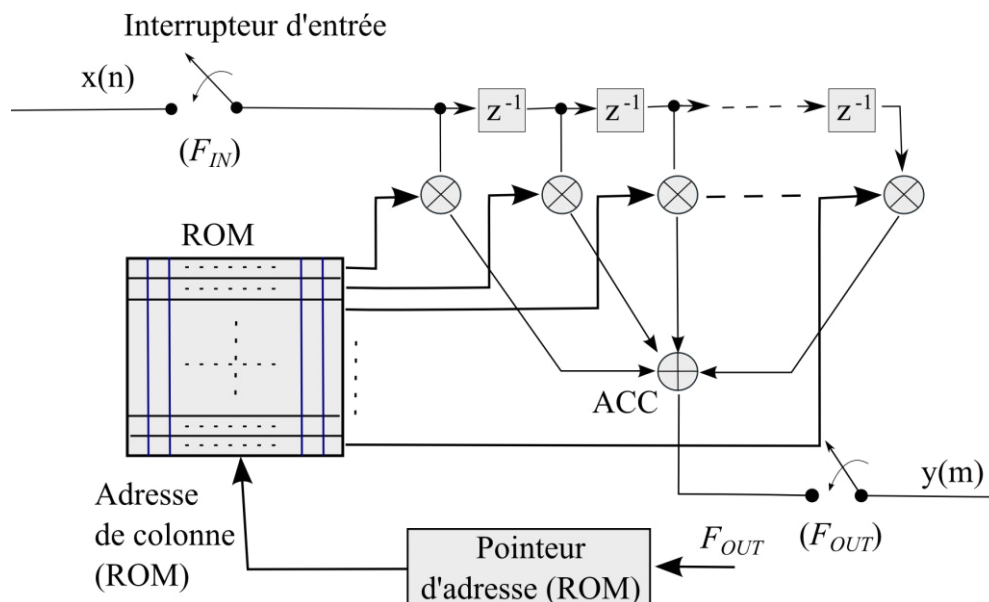 Interrupteur d'entrée
x(n)
(F_IN)
z⁻¹
z⁻¹
z⁻¹
ROM
ACC
Adresse
de colonne
(ROM)
Pointeur
d'adresse (ROM)
F_OUT
(F_OUT)
y(m)